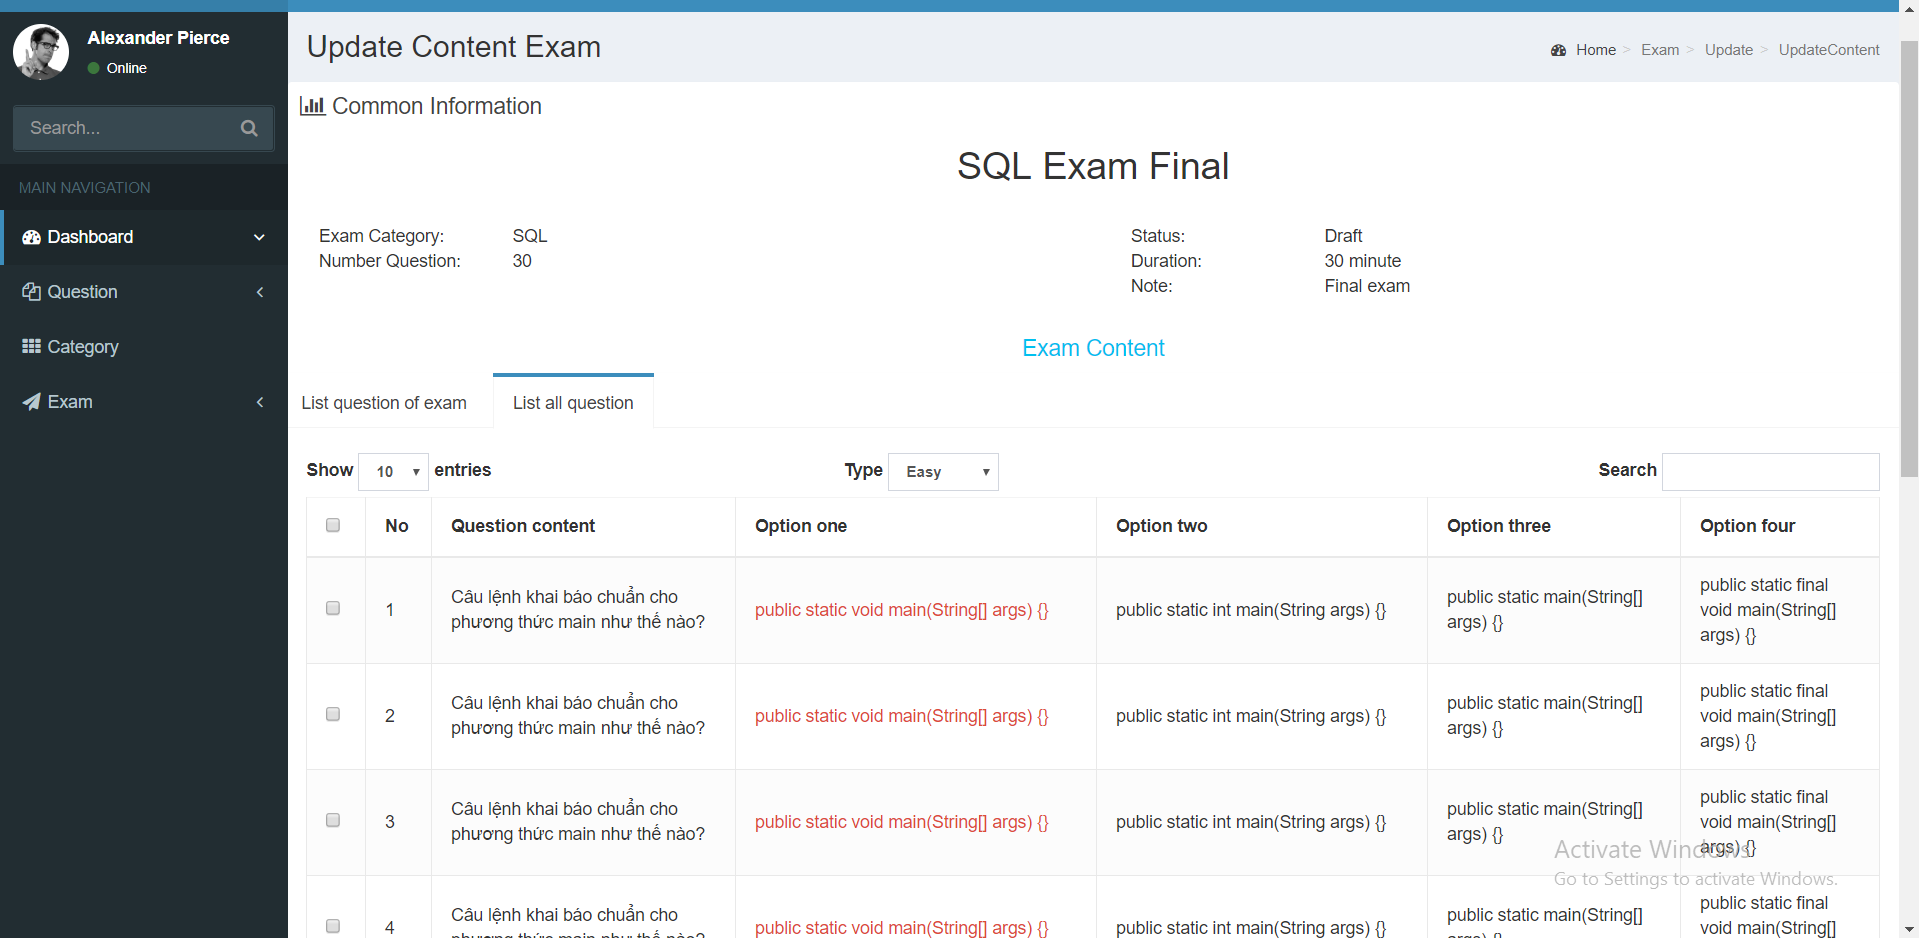 Alexander Pierce
Online
Search...
MAIN NAVIGATION
Dashboard
Question
Category
Exam
Update Content Exam
Home > Exam > Update > UpdateContent
Common Information
SQL Exam Final
Exam Category: SQL
Number Question: 30
Status: Draft
Duration: 30 minute
Note: Final exam
Exam Content
List question of exam
List all question
Show 10 entries
Type Easy
Search
No Question content Option one Option two Option three Option four
1
Câu lệnh khai báo chuẩn cho
phương thức main như thế nào?
public static void main(String[] args) {}
public static int main(String args) {}
public static main(String[]
args) {}
public static final
void main(String[]
args) {}
2
Câu lệnh khai báo chuẩn cho
phương thức main như thế nào?
public static void main(String[] args) {}
public static int main(String args) {}
public static main(String[]
args) {}
public static final
void main(String[]
args) {}
3
Câu lệnh khai báo chuẩn cho
phương thức main như thế nào?
public static void main(String[] args) {}
public static int main(String args) {}
public static main(String[]
args) {}
public static final
void main(String[]
args) {}
Activate Windows
Go to Settings to activate Windows.
4
Câu lệnh khai báo chuẩn cho
public static void main(String[] args) {}
public static int main(String args) {}
public static main(String[]
public static final
void main(String[]